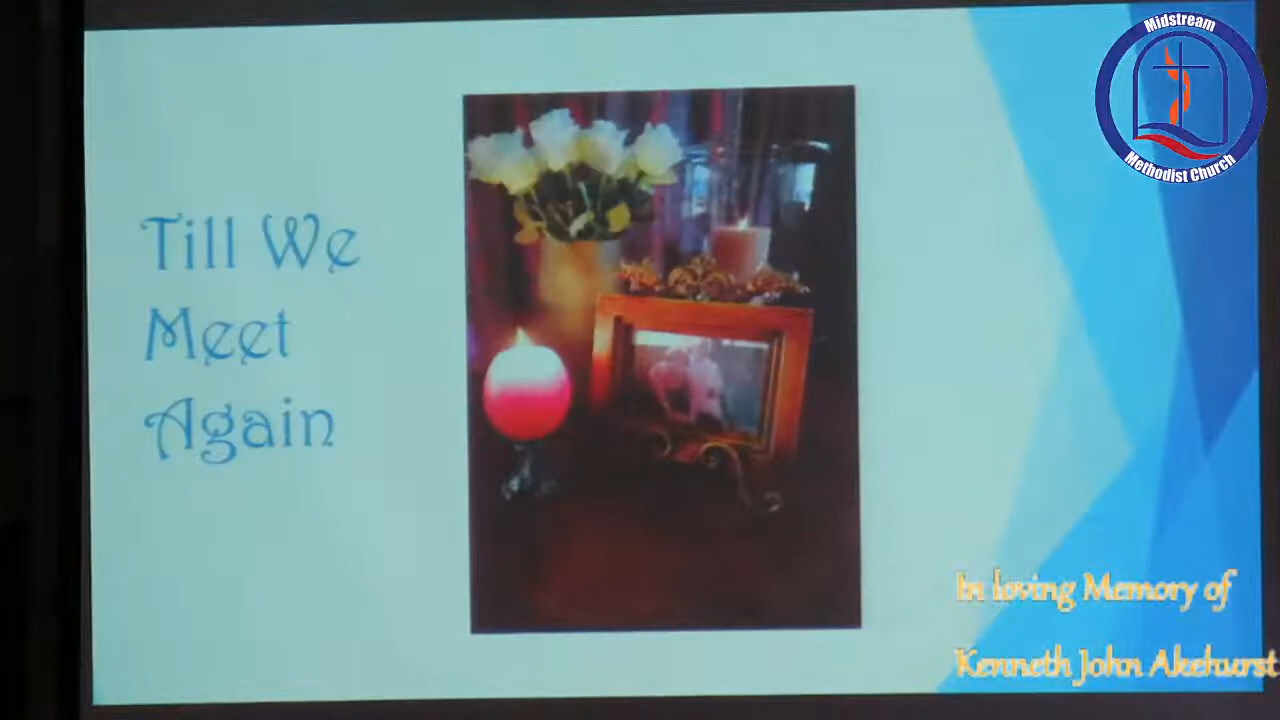 Midstream
Methodist Church
Till We
Meet
Again
In loving Memory of
Kenneth John Akehurst